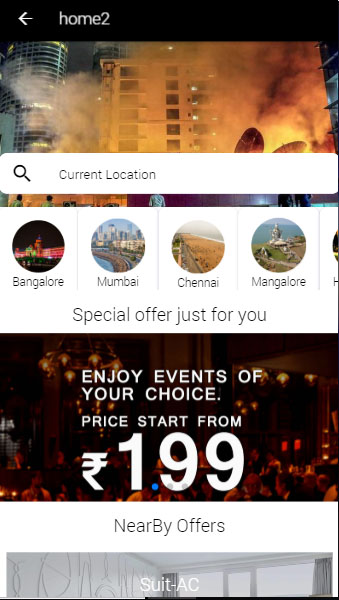 home2
Current Location
Bangalore
Mumbai
Chennai
Mangalore
H
Special offer just for you
ENJOY EVENTS OF
YOUR CHOICE.
PRICE START FROM
₹199
NearBy Offers
Suit-AC